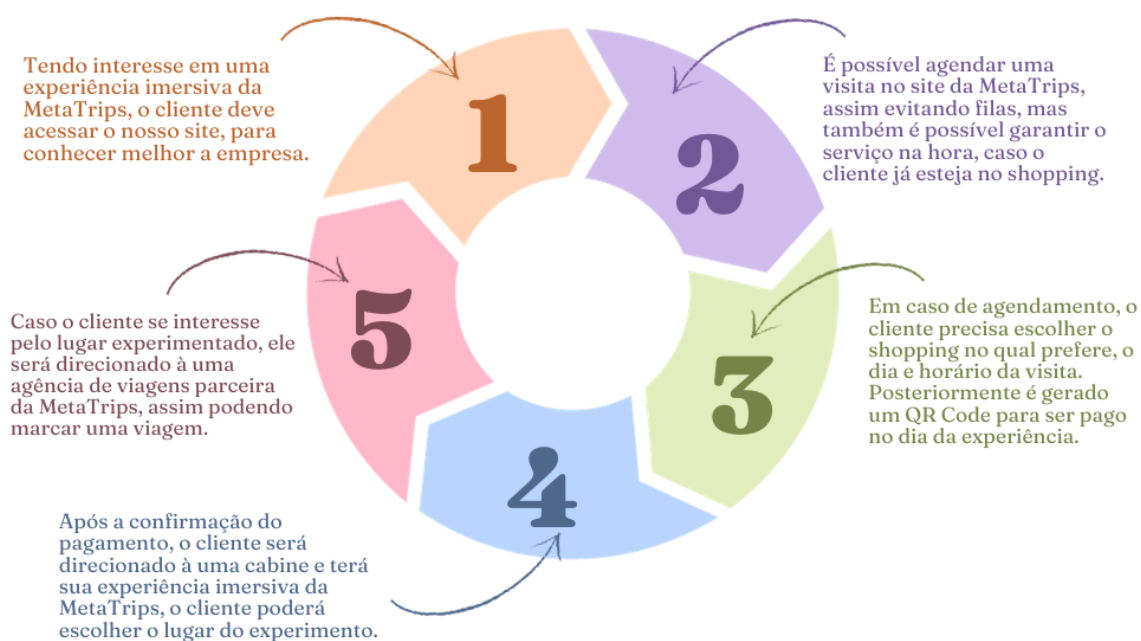 1
Tendo interesse em uma
experiência imersiva da
MetaTrips, o cliente deve
acessar o nosso site, para
conhecer melhor a empresa.
2
É possível agendar uma
visita no site da MetaTrips,
assim evitando filas, mas
também é possível garantir o
serviço na hora, caso o
cliente já esteja no shopping.
3
Em caso de agendamento, o
cliente precisa escolher o
shopping no qual prefere, o
dia e horário da visita.
Posteriormente é gerado
um QR Code para ser pago
no dia da experiência.
4
Após a confirmação do
pagamento, o cliente será
direcionado à uma cabine e terá
sua experiência imersiva da
MetaTrips, o cliente poderá
escolher o lugar do experimento.
5
Caso o cliente se interesse
pelo lugar experimentado, ele
será direcionado à uma
agência de viagens parceira
da MetaTrips, assim podendo
marcar uma viagem.